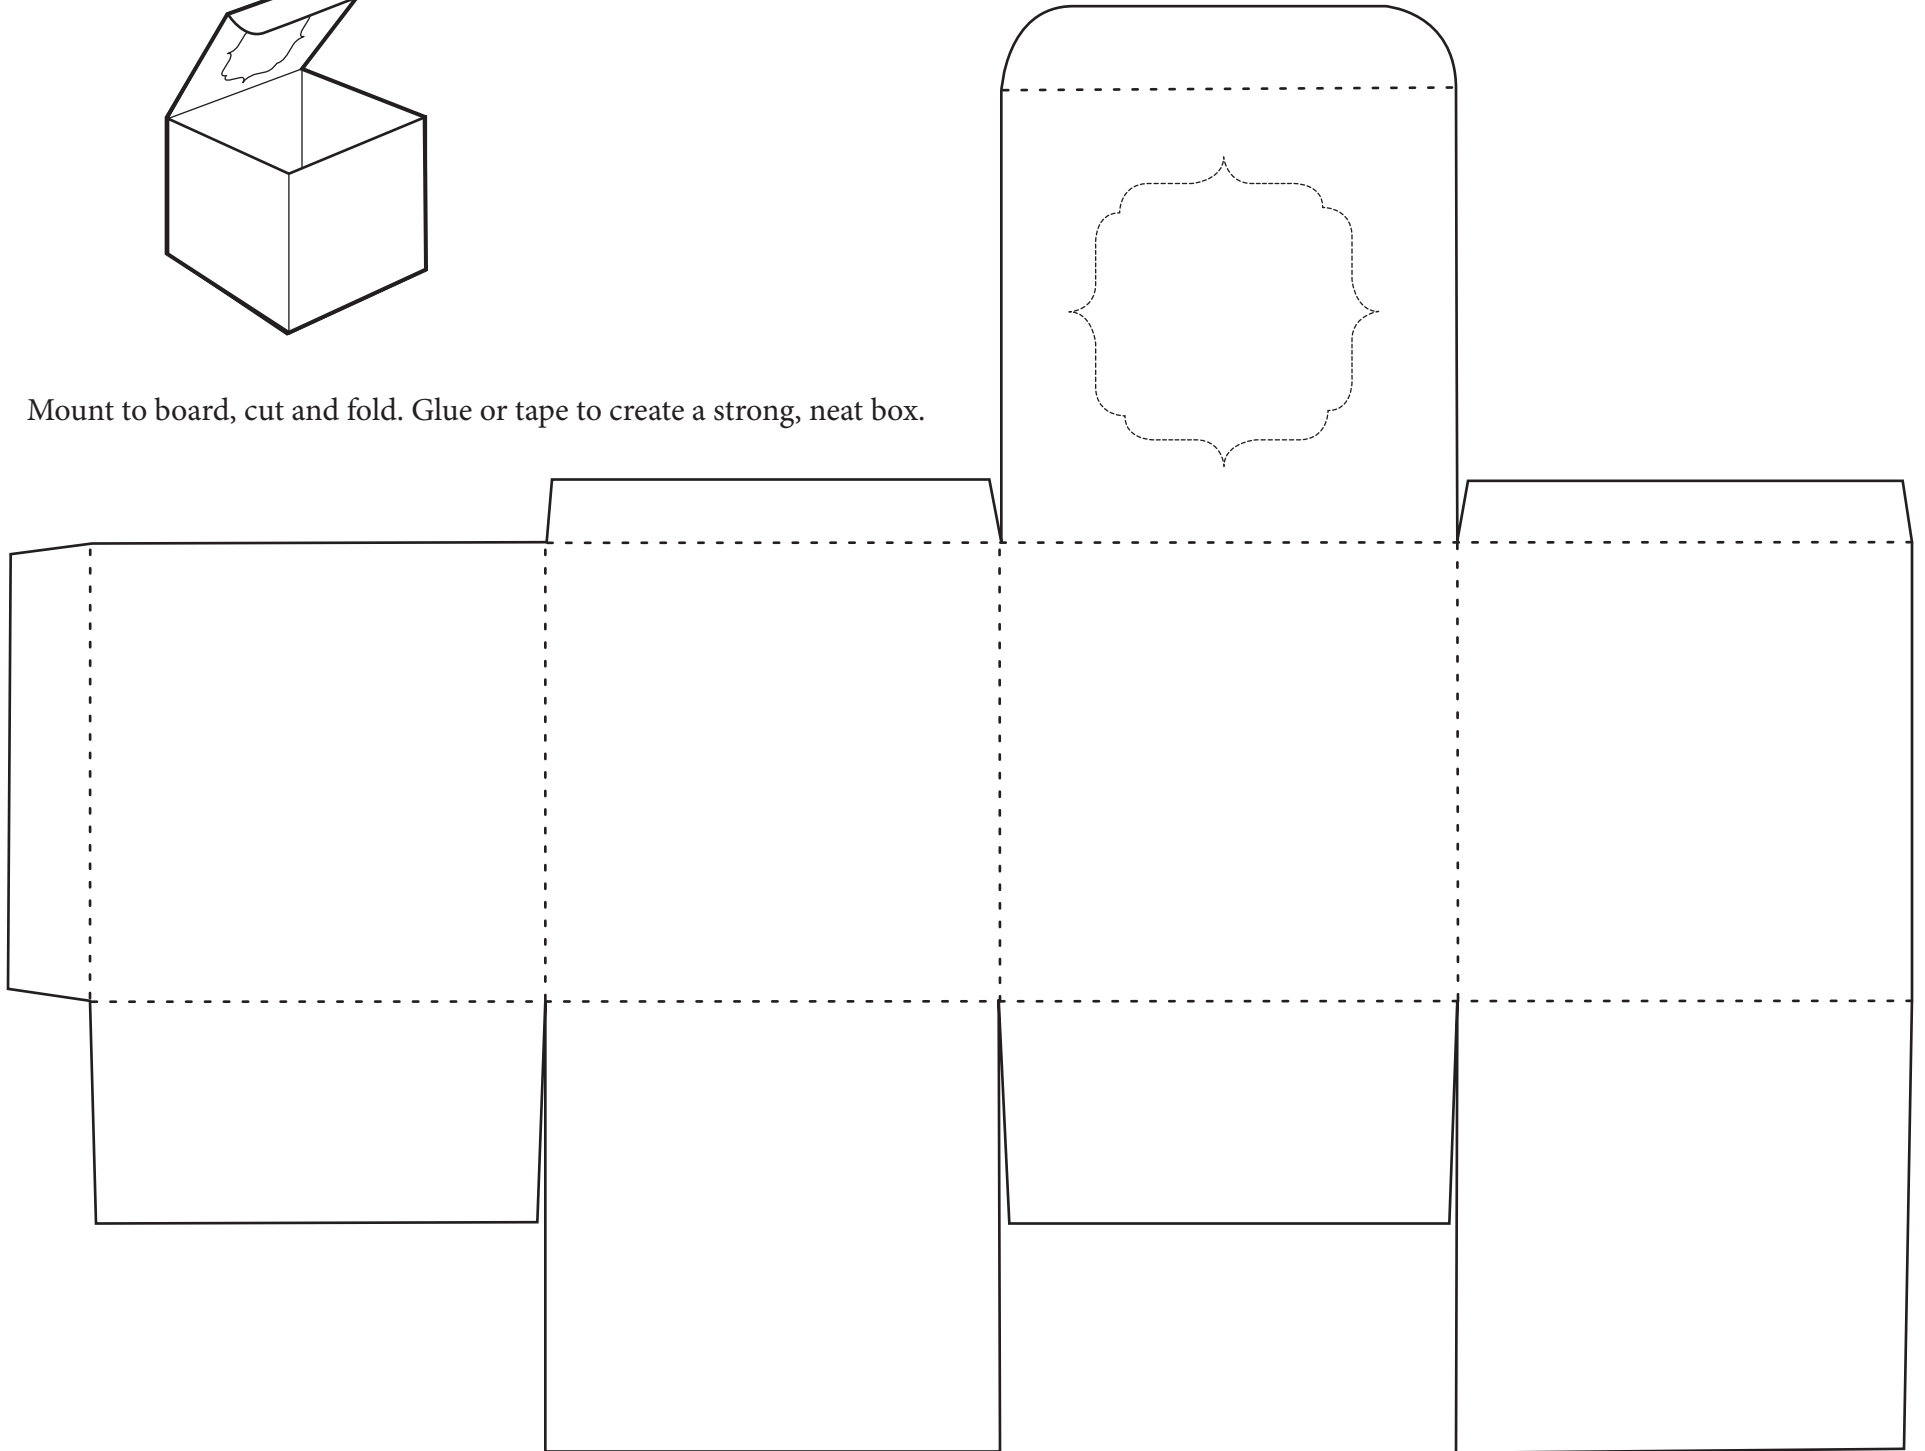 Mount to board, cut and fold. Glue or tape to create a strong, neat box.